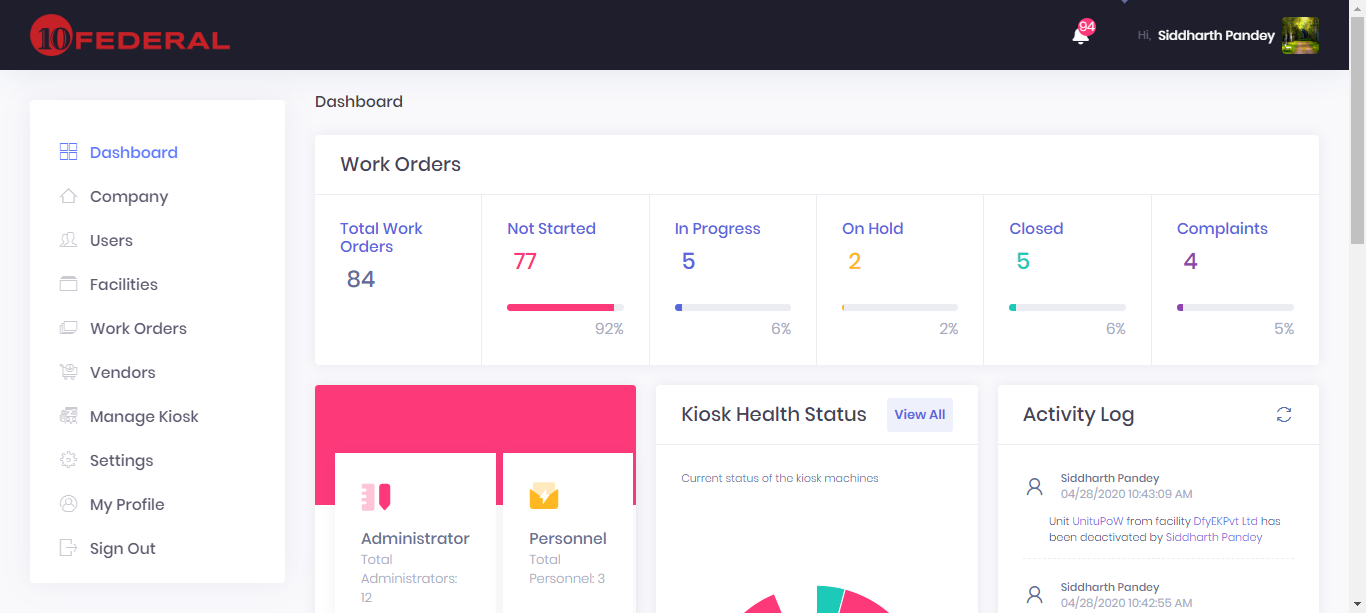 10 FEDERAL
94
Hi, Siddharth Pandey
Dashboard
Company
Users
Facilities
Work Orders
Vendors
Manage Kiosk
Settings
My Profile
Sign Out
Dashboard
Work Orders
Total Work
Orders
84
Not Started
77
92%
In Progress
5
6%
On Hold
2
2%
Closed
5
6%
Complaints
4
5%
Administrator
Total
Administrators:
12
Personnel
Total
Personnel: 3
Kiosk Health Status
View All
Current status of the kiosk machines
Activity Log
Siddharth Pandey
04/28/2020 10:43:09 AM
Unit UnituPoW from facility DfyEKPvt Ltd has
been deactivated by Siddharth Pandey
Siddharth Pandey
04/28/2020 10:42:55 AM